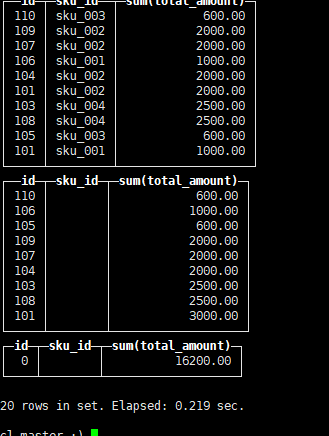 id sku_id sum(total_amount)
110 sku_003 600.00
109 sku_002 2000.00
107 sku_002 2000.00
106 sku_001 1000.00
104 sku_002 2000.00
101 sku_002 2000.00
103 sku_004 2500.00
108 sku_004 2500.00
105 sku_003 600.00
101 sku_001 1000.00
id sku_id sum(total_amount)
110 600.00
106 1000.00
105 600.00
109 2000.00
107 2000.00
104 2000.00
103 2500.00
108 2500.00
101 3000.00
id sku_id sum(total_amount)
0 16200.00
20 rows in set. Elapsed: 0.219 sec.
cl-master :)